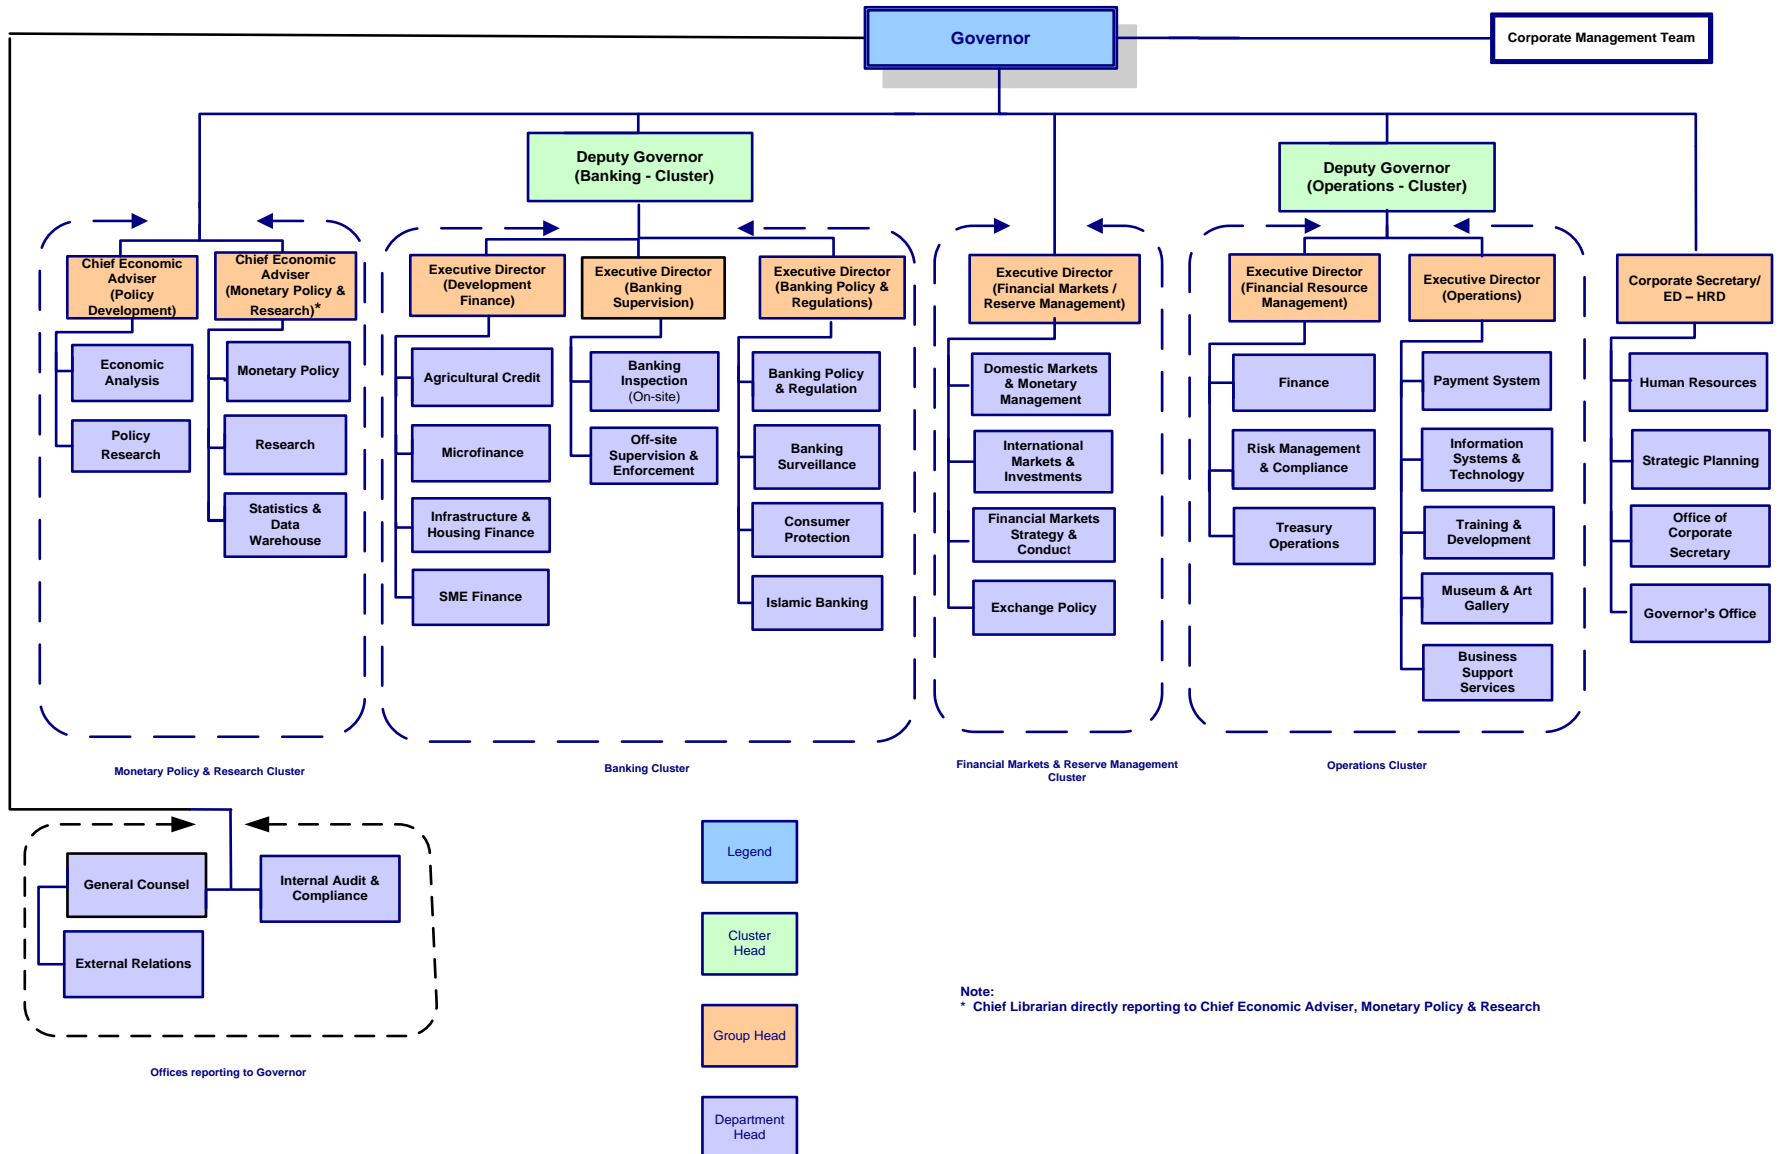 Governor
Corporate Management Team
Deputy Governor
(Banking - Cluster)
Deputy Governor
(Operations - Cluster)
Chief Economic
Adviser
(Policy
Development)
Chief Economic
Adviser
(Monetary Policy &
Research)*
Executive Director
(Development
Finance)
Executive Director
(Banking
Supervision)
Executive Director
(Banking Policy &
Regulations)
Executive Director
(Financial Markets /
Reserve Management)
Executive Director
(Financial Resource
Management)
Executive Director
(Operations)
Corporate Secretary/
ED – HRD
Economic
Analysis
Policy
Research
Monetary Policy
Research
Statistics &
Data
Warehouse
Agricultural Credit
Microfinance
Infrastructure &
Housing Finance
SME Finance
Banking
Inspection
(On-site)
Off-site
Supervision &
Enforcement
Banking Policy
& Regulation
Banking
Surveillance
Consumer
Protection
Islamic Banking
Domestic Markets
& Monetary
Management
International
Markets &
Investments
Financial Markets
Strategy &
Conduct
Exchange Policy
Finance
Risk Management
& Compliance
Treasury
Operations
Payment System
Information
Systems &
Technology
Training &
Development
Museum & Art
Gallery
Business
Support
Services
Human Resources
Strategic Planning
Office of
Corporate
Secretary
Governor's Office
Monetary Policy & Research Cluster
Banking Cluster
Financial Markets & Reserve Management
Cluster
Operations Cluster
General Counsel
Internal Audit &
Compliance
External Relations
Offices reporting to Governor
Legend
Cluster
Head
Group Head
Department
Head
Note:
* Chief Librarian directly reporting to Chief Economic Adviser, Monetary Policy & Research